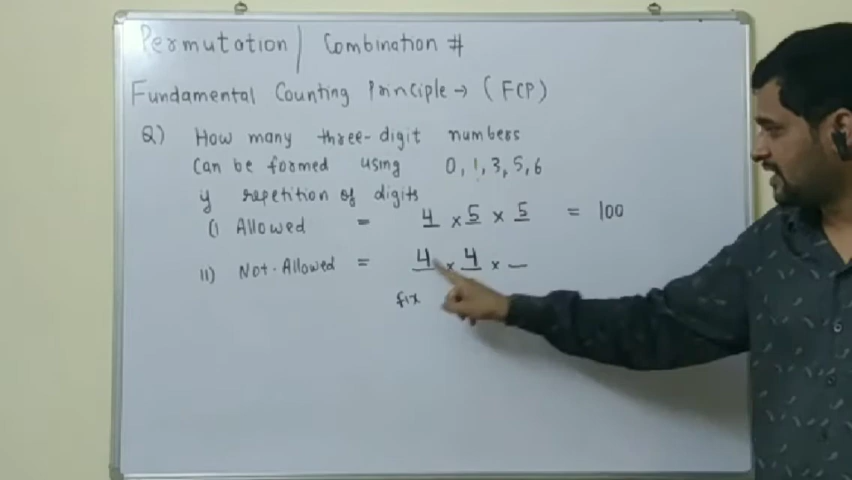 Permutation | Combination #
Fundamental Counting Principle → (FCP)
Q) How many three-digit numbers
Can be formed using 0, 1, 3, 5, 6
y repetition of digits
(i Allowed = 4 × 5 × 5 = 100
ii) Not-Allowed = 4 × 4 × _
fix